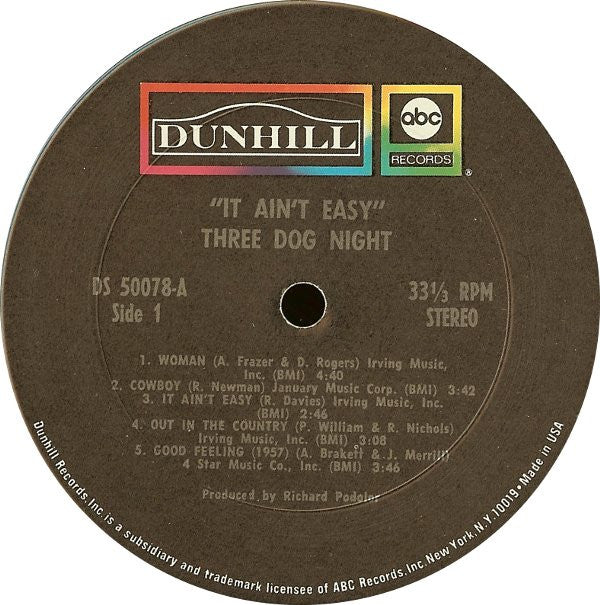 DUNHILL
abc
RECORDS
®
"IT AIN'T EASY"
THREE DOG NIGHT
DS 50078-A
Side 1
33⅓ RPM
STEREO
1. WOMAN (A. Frazer & D. Rogers) Irving Music,
Inc. (BMI) 4:40
2. COWBOY (R. Newman) January Music Corp. (BMI) 3:42
3. IT AIN'T EASY (R. Davies) Irving Music, Inc.
(BMI) 2:46
4. OUT IN THE COUNTRY (P. William & R. Nichols)
Irving Music, Inc. (BMI) 3:08
5. GOOD FEELING (1957) (A. Brakett & J. Merrill)
4 Star Music Co., Inc. (BMI) 3:46
Produced by Richard Podolor
Dunhill Records, Inc. is a subsidiary and trademark licensee of ABC Records, Inc. New York, N.Y. 10019 • Made in USA